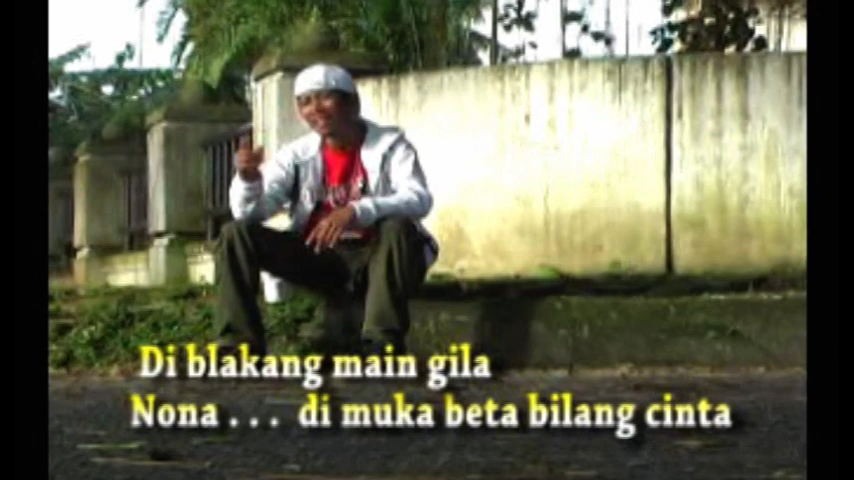 Di blakang main gila
Nona . . . di muka beta bilang cinta